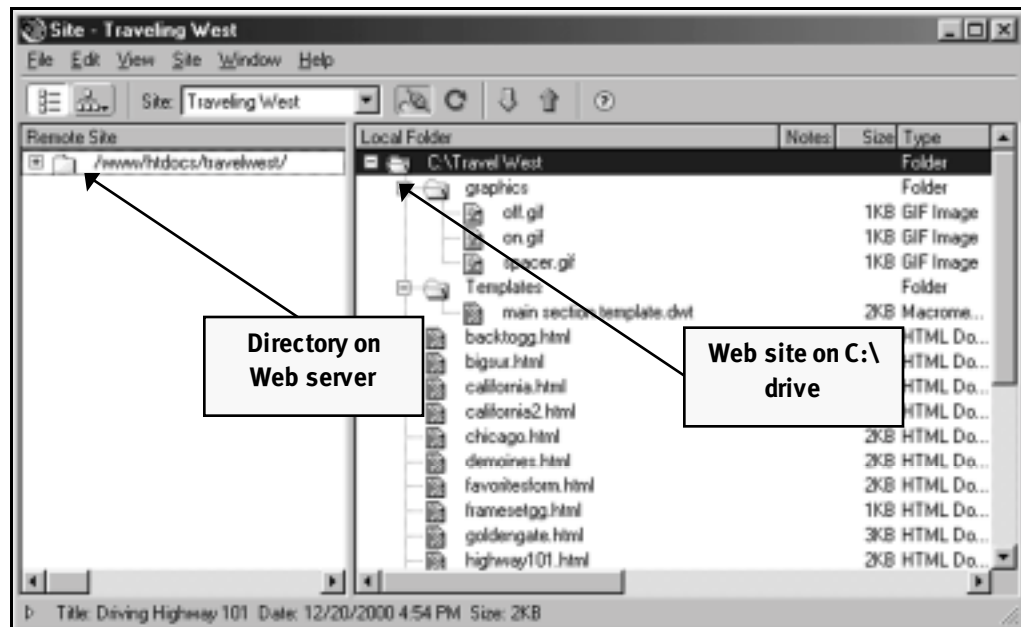 Site - Traveling West
File Edit View Site Window Help
Site: Traveling West
Remote Site
/www/htdocs/travelwest/
Local Folder Notes Size Type
C:\Travel West Folder
graphics Folder
off.gif 1KB GIF Image
on.gif 1KB GIF Image
spacer.gif 1KB GIF Image
Templates Folder
main section template.dwt 2KB Macrome...
backtogg.html HTML Do...
bigsur.html HTML Do...
california.html HTML Do...
california2.html HTML Do...
chicago.html 2KB HTML Do...
demoines.html 2KB HTML Do...
favoritesform.html 2KB HTML Do...
framesetgg.html 1KB HTML Do...
goldengate.html 3KB HTML Do...
highway101.html 2KB HTML Do...
Directory on
Web server
Web site on C:\
drive
Title: Driving Highway 101 Date: 12/20/2000 4:54 PM Size: 2KB